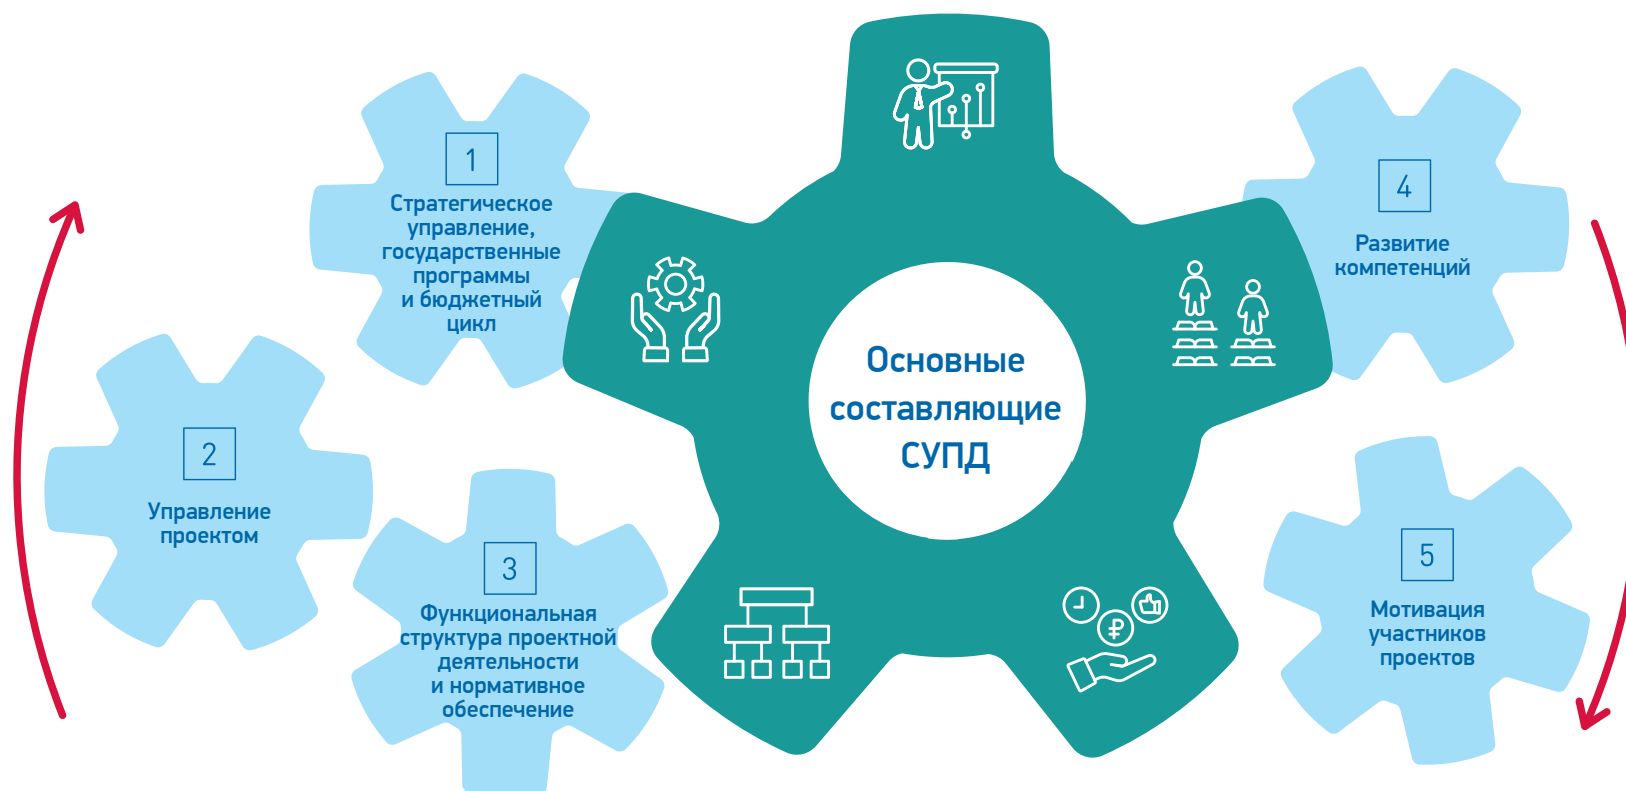 1
Стратегическое
управление,
государственные
программы
и бюджетный
цикл
2
Управление
проектом
3
Функциональная
структура проектной
деятельности
и нормативное
обеспечение
Основные
составляющие
СУПД
₽
4
Развитие
компетенций
5
Мотивация
участников
проектов